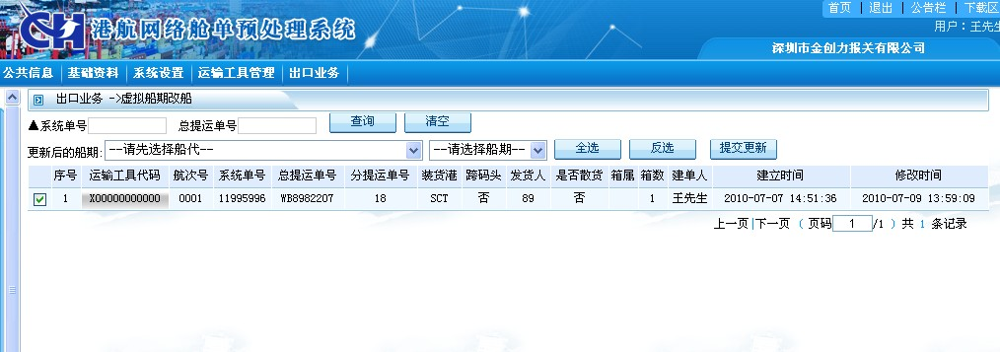 首页 | 退出 | 公告栏 | 下载区
CH 港航网络舱单预处理系统
用户：王先生
深圳市金创力报关有限公司
公共信息 基础资料 系统设置 运输工具管理 出口业务
出口业务 ->虚拟船期改船
▲系统单号 总提运单号 查询 清空
更新后的船期: --请先选择船代-- --请选择船期-- 全选 反选 提交更新
序号 运输工具代码 航次号 系统单号 总提运单号 分提运单号 装货港 跨码头 发货人 是否散货 箱属 箱数 建单人 建立时间 修改时间
1 X00000000000 0001 11995996 WB8982207 18 SCT 否 89 否 1 王先生 2010-07-07 14:51:36 2010-07-09 13:59:09
上一页|下一页 ( 页码 1 /1 ) 共 1 条记录